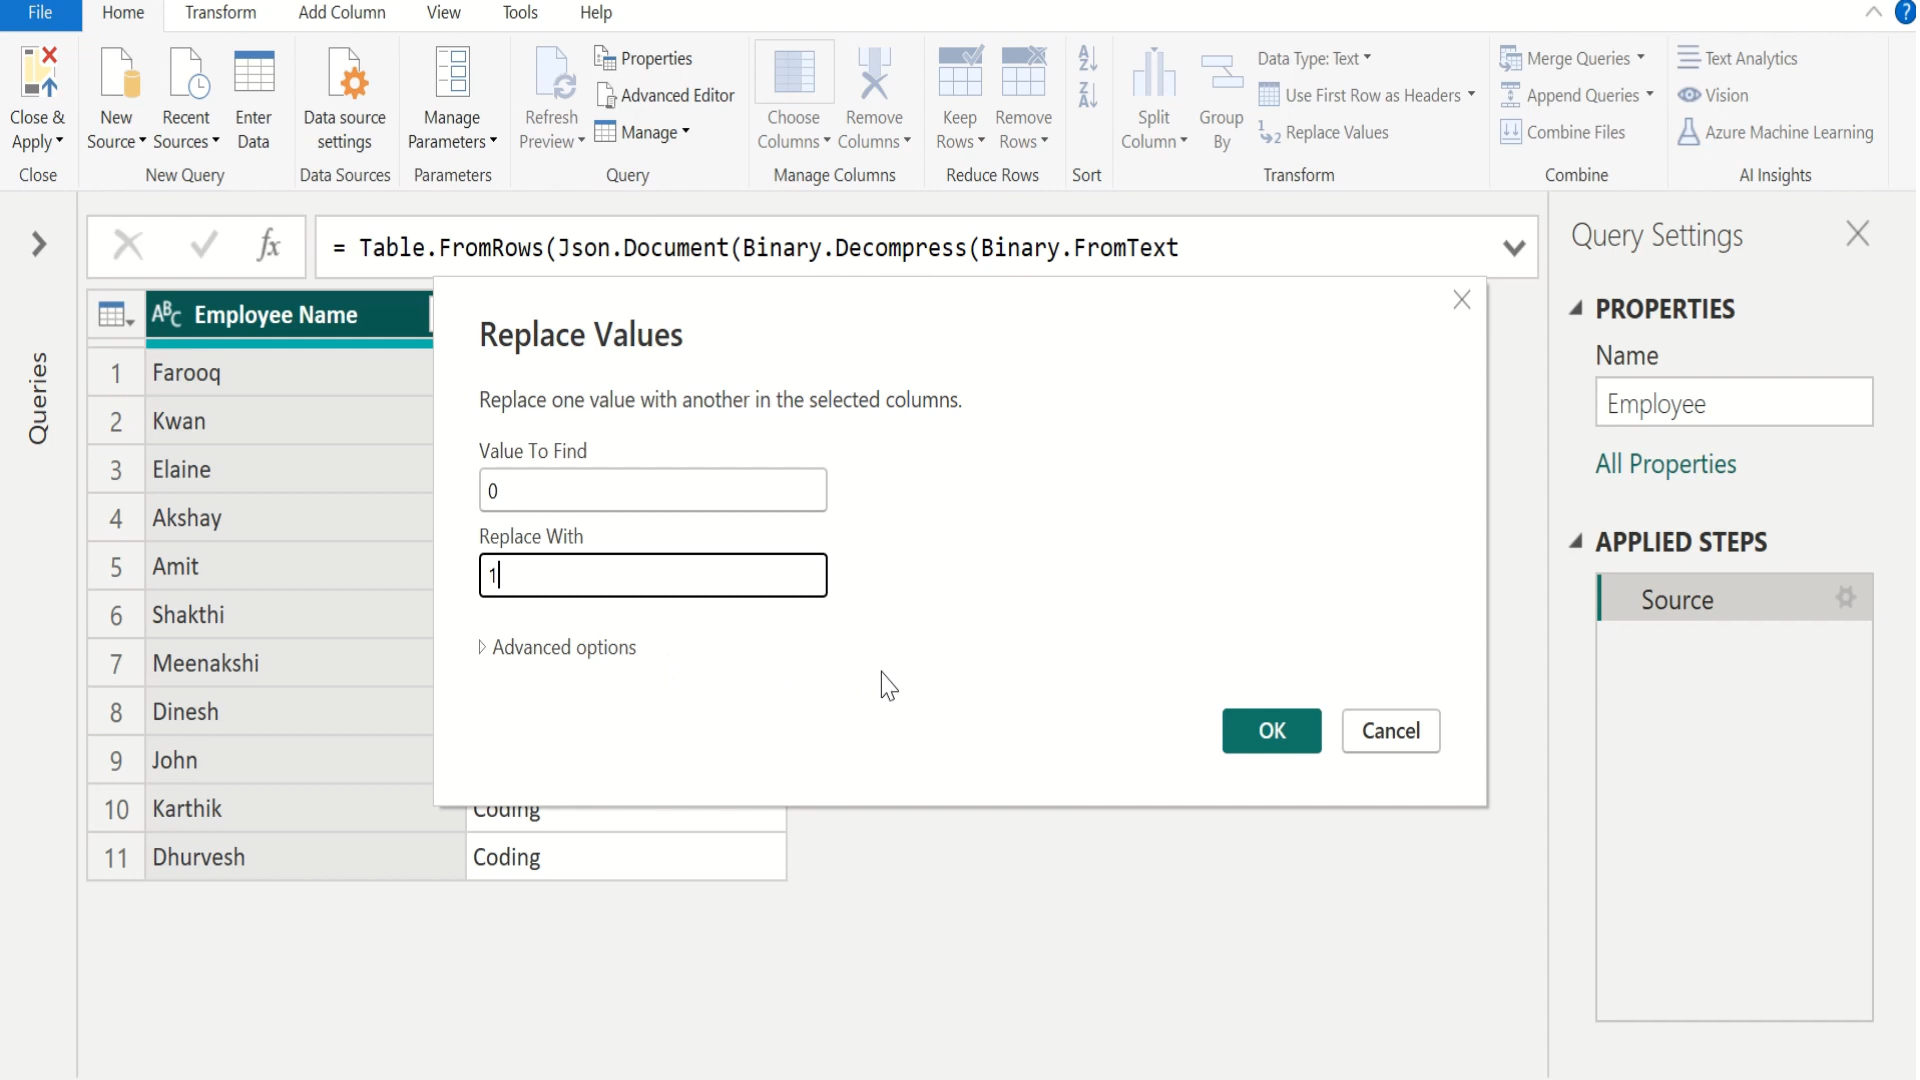 File Home Transform Add Column View Tools Help ?
Close & Apply New Source Recent Sources Enter Data Data source settings Manage Parameters Refresh Preview Properties Advanced Editor Manage Choose Columns Remove Columns Keep Rows Remove Rows A Z Z A Split Column Group By Data Type: Text Use First Row as Headers 1 2 Replace Values Merge Queries Append Queries Combine Files Text Analytics Vision Azure Machine Learning
Close New Query Data Sources Parameters Query Manage Columns Reduce Rows Sort Transform Combine AI Insights
fx = Table.FromRows(Json.Document(Binary.Decompress(Binary.FromText
Queries
ABC Employee Name
1 Farooq
2 Kwan
3 Elaine
4 Akshay
5 Amit
6 Shakthi
7 Meenakshi
8 Dinesh
9 John
10 Karthik Coding
11 Dhurvesh Coding
Replace Values
Replace one value with another in the selected columns.
Value To Find
0
Replace With
1
Advanced options
OK Cancel
Query Settings
PROPERTIES
Name
Employee
All Properties
APPLIED STEPS
Source